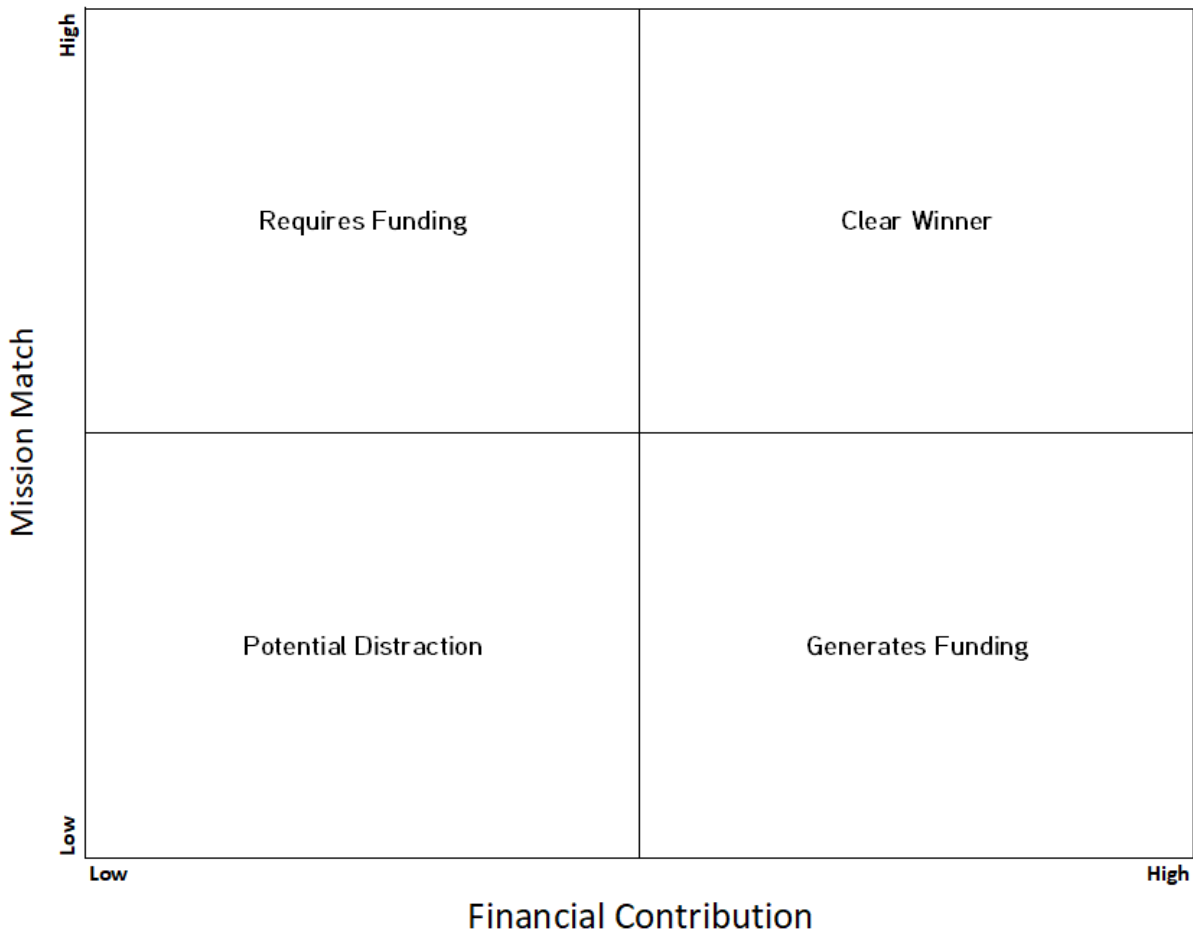 High
Requires Funding
Clear Winner
Mission Match
Potential Distraction
Generates Funding
Low
Low
High
Financial Contribution